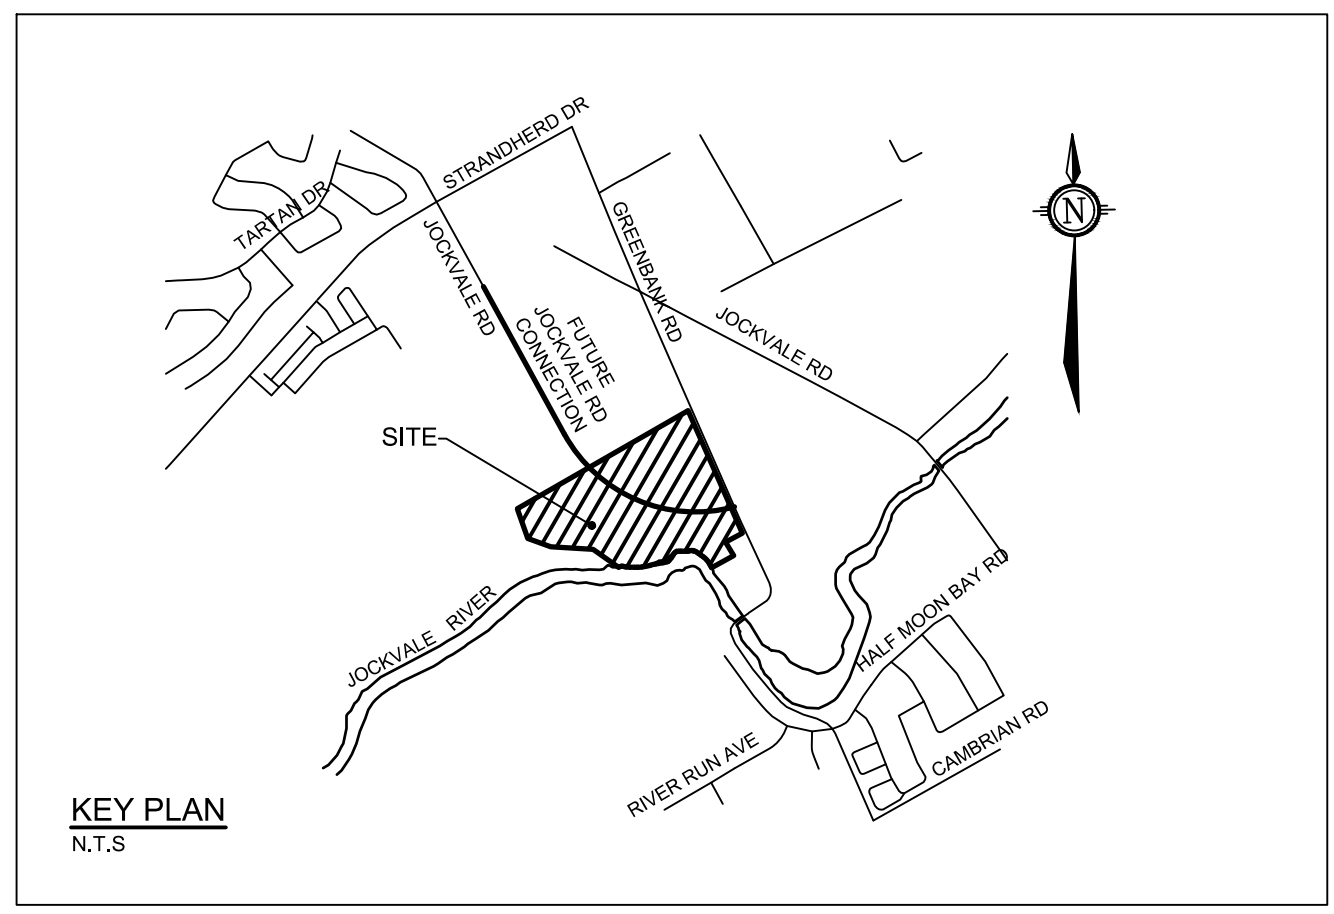 STRANDHERD DR
TARTAN DR
GREENBANK RD
N
JOCKVALE RD
FUTURE
JOCKVALE RD
CONNECTION
JOCKVALE RD
SITE
HALF MOON BAY RD
JOCKVALE RIVER
CAMBRIAN RD
RIVER RUN AVE
KEY PLAN
N.T.S